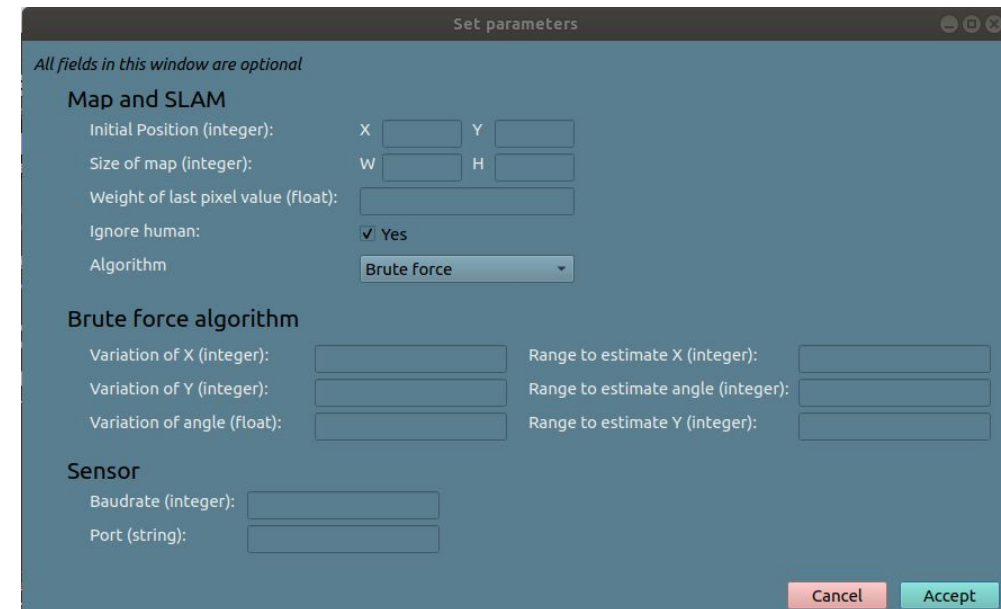 Set parameters
All fields in this window are optional
Map and SLAM
Initial Position (integer): X Y
Size of map (integer): W H
Weight of last pixel value (float):
Ignore human: Yes
Algorithm Brute force
Brute force algorithm
Variation of X (integer): Range to estimate X (integer):
Variation of Y (integer): Range to estimate angle (integer):
Variation of angle (float): Range to estimate Y (integer):
Sensor
Baudrate (integer):
Port (string):
Cancel Accept